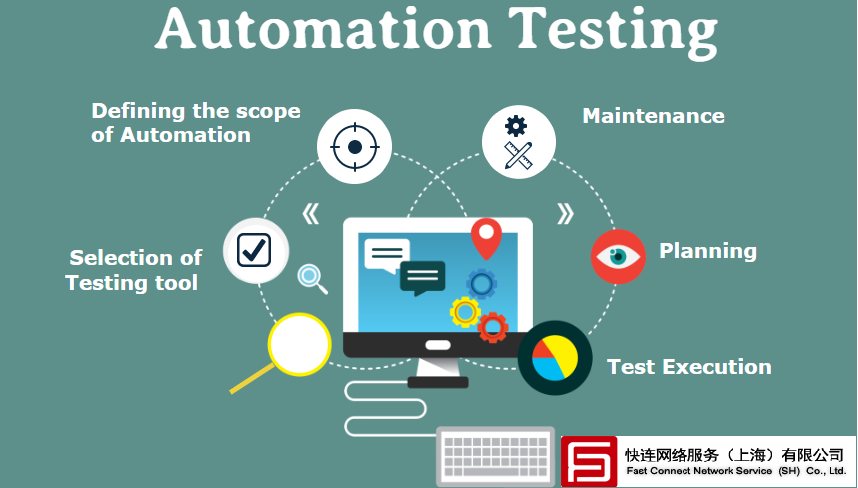 Automation Testing
Defining the scope
of Automation
Maintenance
Selection of
Testing tool
Planning
Test Execution
快连网络服务（上海）有限公司
Fast Connect Network Service (SH) Co., Ltd.